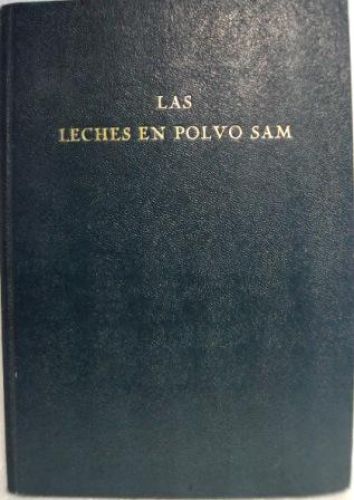 LAS
LECHES EN POLVO SAM